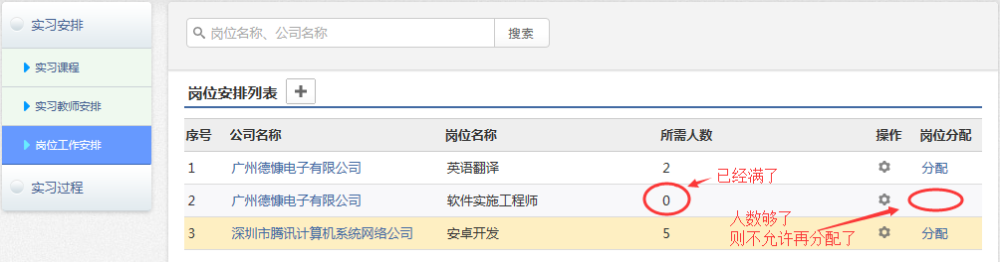 实习安排
实习课程
实习教师安排
岗位工作安排
实习过程
岗位名称、公司名称 搜索
岗位安排列表
序号 公司名称 岗位名称 所需人数 操作 岗位分配
1 广州德慷电子有限公司 英语翻译 2 分配
2 广州德慷电子有限公司 软件实施工程师 0
3 深圳市腾讯计算机系统网络公司 安卓开发 5 分配
已经满了
人数够了
则不允许再分配了